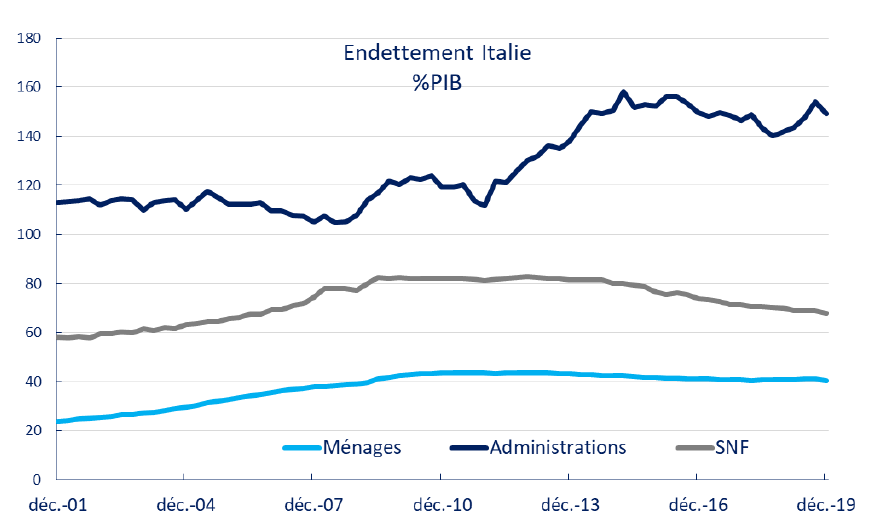 Endettement Italie
%PIB
180
160
140
120
100
80
60
40
20
0
Ménages Administrations SNF
déc.-01 déc.-04 déc.-07 déc.-10 déc.-13 déc.-16 déc.-19